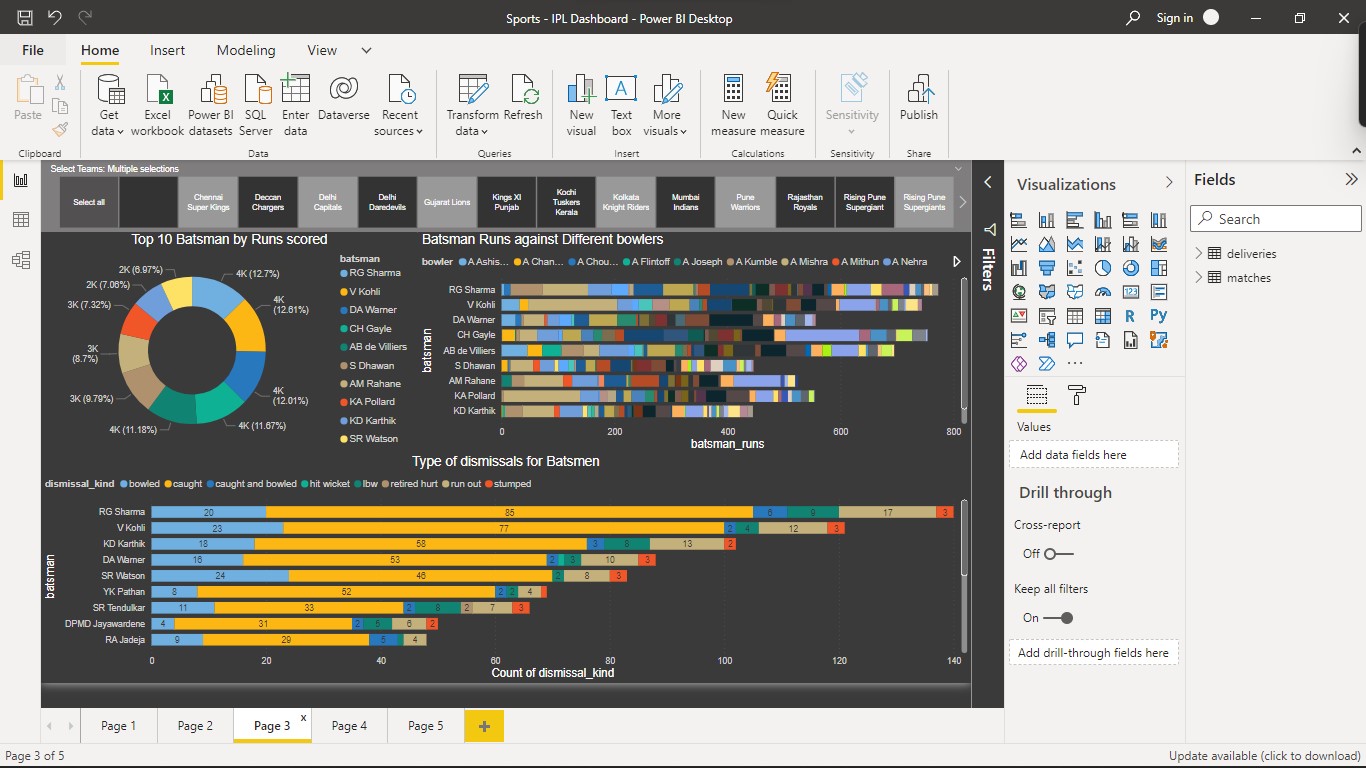 Sports - IPL Dashboard - Power BI Desktop
Sign in
File
Home
Insert
Modeling
View
Paste
Get data
Excel workbook
Power BI datasets
SQL Server
Enter data
Dataverse
Recent sources
Transform data
Refresh
New visual
Text box
More visuals
New measure
Quick measure
Sensitivity
Publish
Clipboard
Data
Queries
Insert
Calculations
Sensitivity
Share
Select Teams: Multiple selections
Select all
Chennai Super Kings
Deccan Chargers
Delhi Capitals
Delhi Daredevils
Gujarat Lions
Kings XI Punjab
Kochi Tuskers Kerala
Kolkata Knight Riders
Mumbai Indians
Pune Warriors
Rajasthan Royals
Rising Pune Supergiant
Rising Pune Supergiants
Top 10 Batsman by Runs scored
4K (12.7%)
4K (12.61%)
4K (12.01%)
4K (11.67%)
4K (11.18%)
3K (9.79%)
3K (8.7%)
3K (7.32%)
2K (7.06%)
2K (6.97%)
batsman
RG Sharma
V Kohli
DA Warner
CH Gayle
AB de Villiers
S Dhawan
AM Rahane
KA Pollard
KD Karthik
SR Watson
Batsman Runs against Different bowlers
bowler A Ashis... A Chan... A Chou... A Flintoff A Joseph A Kumble A Mishra A Mithun A Nehra
batsman
RG Sharma
V Kohli
DA Warner
CH Gayle
AB de Villiers
S Dhawan
AM Rahane
KA Pollard
KD Karthik
0 200 400 600 800
batsman_runs
Type of dismissals for Batsmen
dismissal_kind bowled caught caught and bowled hit wicket lbw retired hurt run out stumped
batsman
RG Sharma 20 85 6 9 17 3
V Kohli 23 77 2 4 12 3
KD Karthik 18 58 3 8 13 2
DA Warner 16 53 2 3 10 3
SR Watson 24 46 2 8 3
YK Pathan 8 52 2 2 4
SR Tendulkar 11 33 2 8 2 7 3
DPMD Jayawardene 4 31 2 5 6 2
RA Jadeja 9 29 5 4
0 20 40 60 80 100 120 140
Count of dismissal_kind
Filters
Visualizations
123
R
Py
Values
Add data fields here
Drill through
Cross-report
Off
Keep all filters
On
Add drill-through fields here
Fields
Search
deliveries
matches
Page 1
Page 2
Page 3
x
Page 4
Page 5
Page 3 of 5
Update available (click to download)